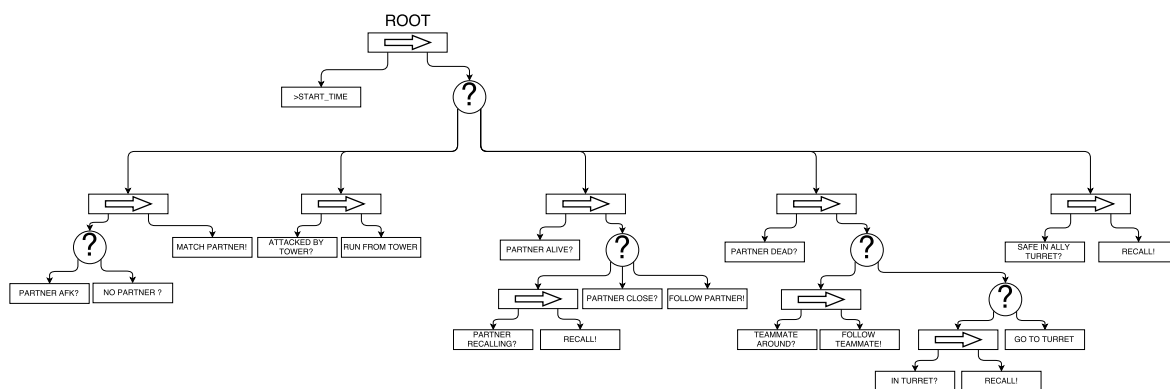 ROOT
>START_TIME
?
?
MATCH PARTNER!
PARTNER AFK?
NO PARTNER ?
ATTACKED BY
TOWER?
RUN FROM TOWER
PARTNER ALIVE?
?
PARTNER
RECALLING?
RECALL!
PARTNER CLOSE?
FOLLOW PARTNER!
PARTNER DEAD?
?
TEAMMATE
AROUND?
FOLLOW
TEAMMATE!
?
IN TURRET?
RECALL!
GO TO TURRET
SAFE IN ALLY
TURRET?
RECALL!